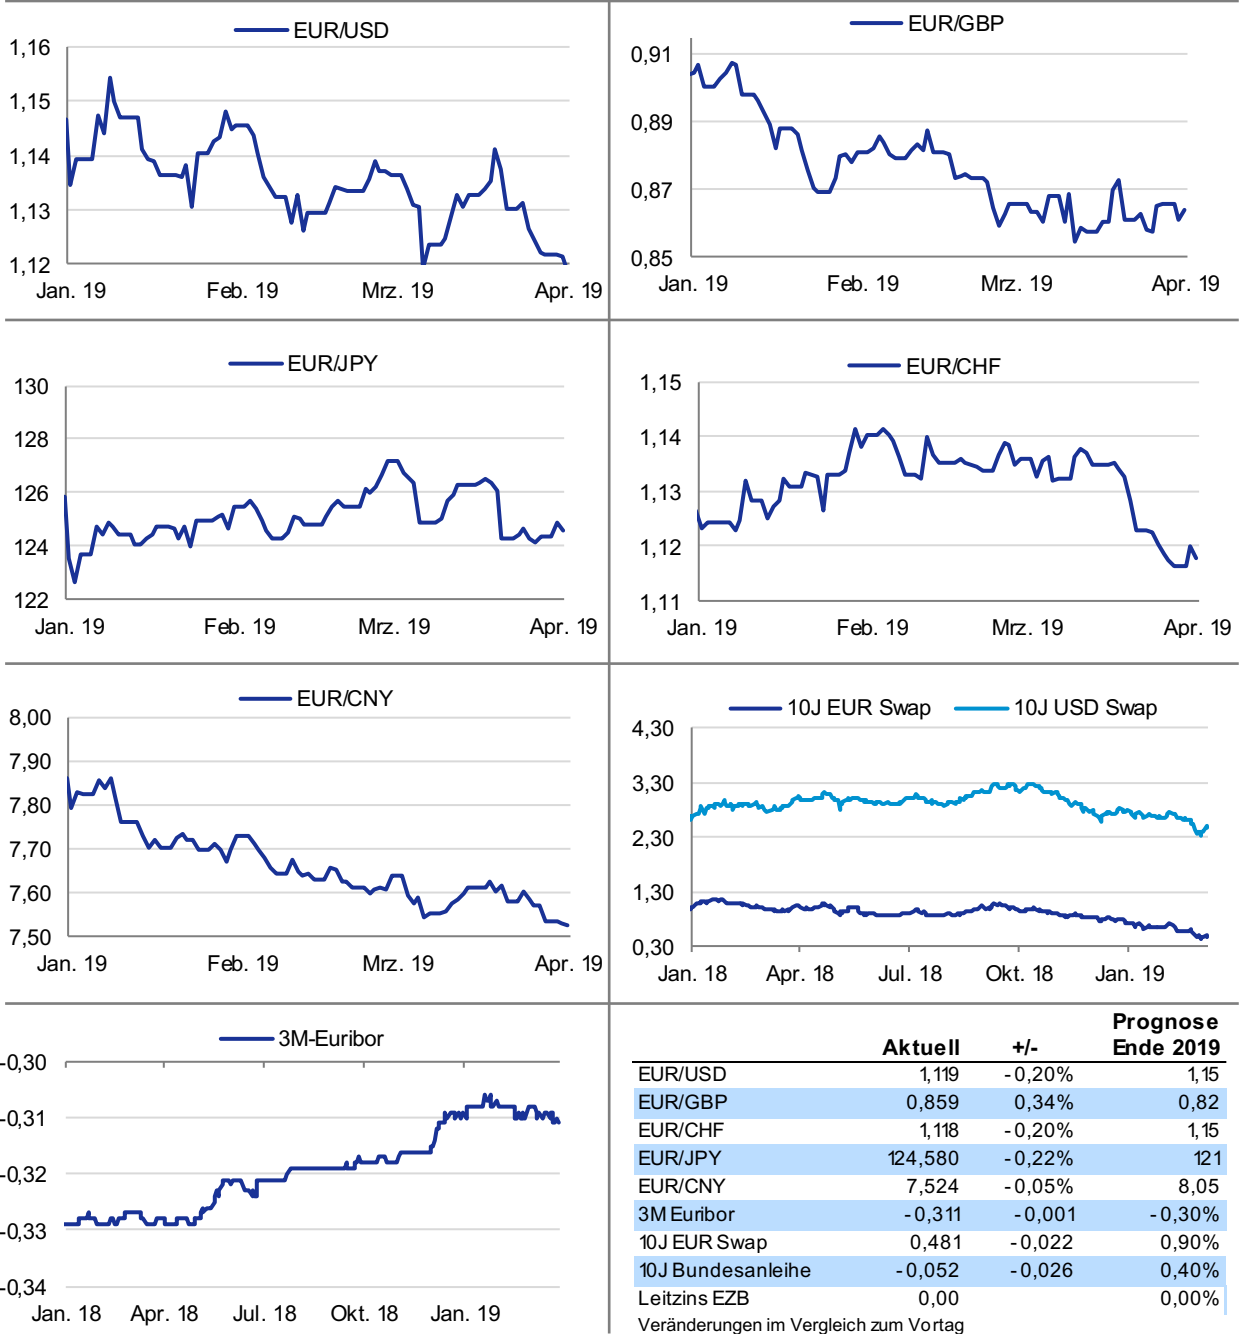 EUR/USD
1,16
1,15
1,14
1,13
1,12
Jan. 19 Feb. 19 Mrz. 19 Apr. 19
EUR/GBP
0,91
0,89
0,87
0,85
Jan. 19 Feb. 19 Mrz. 19 Apr. 19
EUR/JPY
130
128
126
124
122
Jan. 19 Feb. 19 Mrz. 19 Apr. 19
EUR/CHF
1,15
1,14
1,13
1,12
1,11
Jan. 19 Feb. 19 Mrz. 19 Apr. 19
EUR/CNY
8,00
7,90
7,80
7,70
7,60
7,50
Jan. 19 Feb. 19 Mrz. 19 Apr. 19
10J EUR Swap 10J USD Swap
4,30
3,30
2,30
1,30
0,30
Jan. 18 Apr. 18 Jul. 18 Okt. 18 Jan. 19
3M-Euribor
-0,30
-0,31
-0,32
-0,33
-0,34
Jan. 18 Apr. 18 Jul. 18 Okt. 18 Jan. 19
Prognose
Aktuell +/- Ende 2019
EUR/USD 1,119 -0,20% 1,15
EUR/GBP 0,859 0,34% 0,82
EUR/CHF 1,118 -0,20% 1,15
EUR/JPY 124,580 -0,22% 121
EUR/CNY 7,524 -0,05% 8,05
3M Euribor -0,311 -0,001 -0,30%
10J EUR Swap 0,481 -0,022 0,90%
10J Bundesanleihe -0,052 -0,026 0,40%
Leitzins EZB 0,00 0,00%
Veränderungen im Vergleich zum Vortag